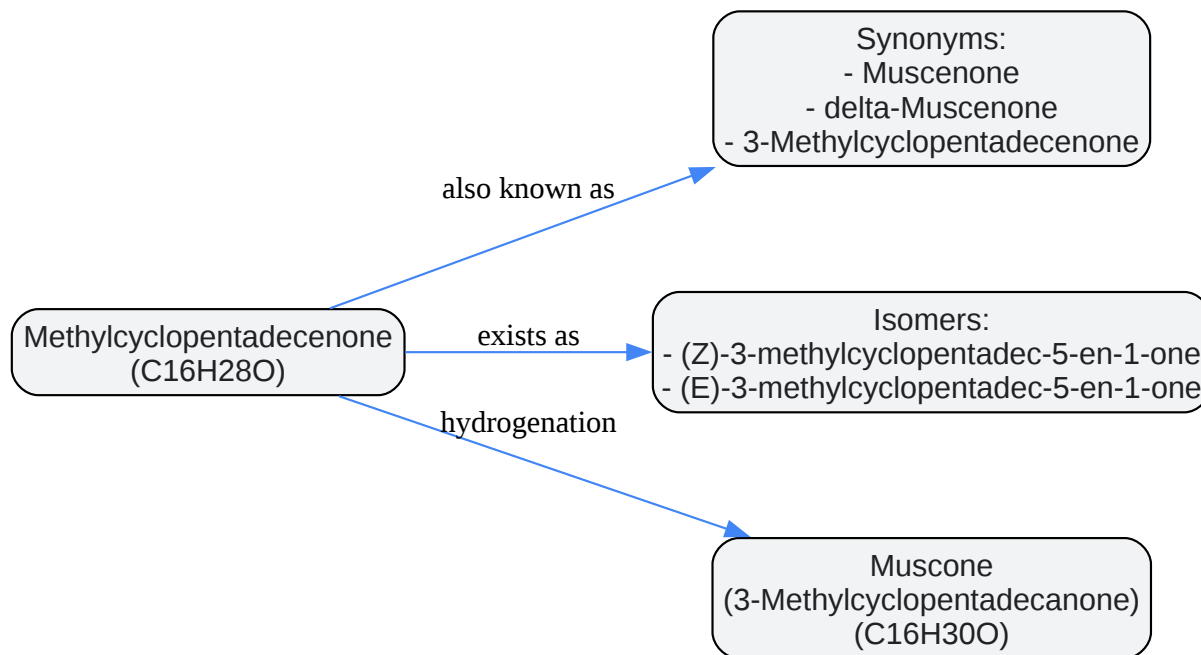 Synonyms:
- Muscenone
- delta-Muscenone
- 3-Methylcyclopentadecenone
also known as
Methylcyclopentadecenone
(C16H28O)
exists as
Isomers:
- (Z)-3-methylcyclopentadec-5-en-1-one
- (E)-3-methylcyclopentadec-5-en-1-one
hydrogenation
Muscone
(3-Methylcyclopentadecanone)
(C16H30O)